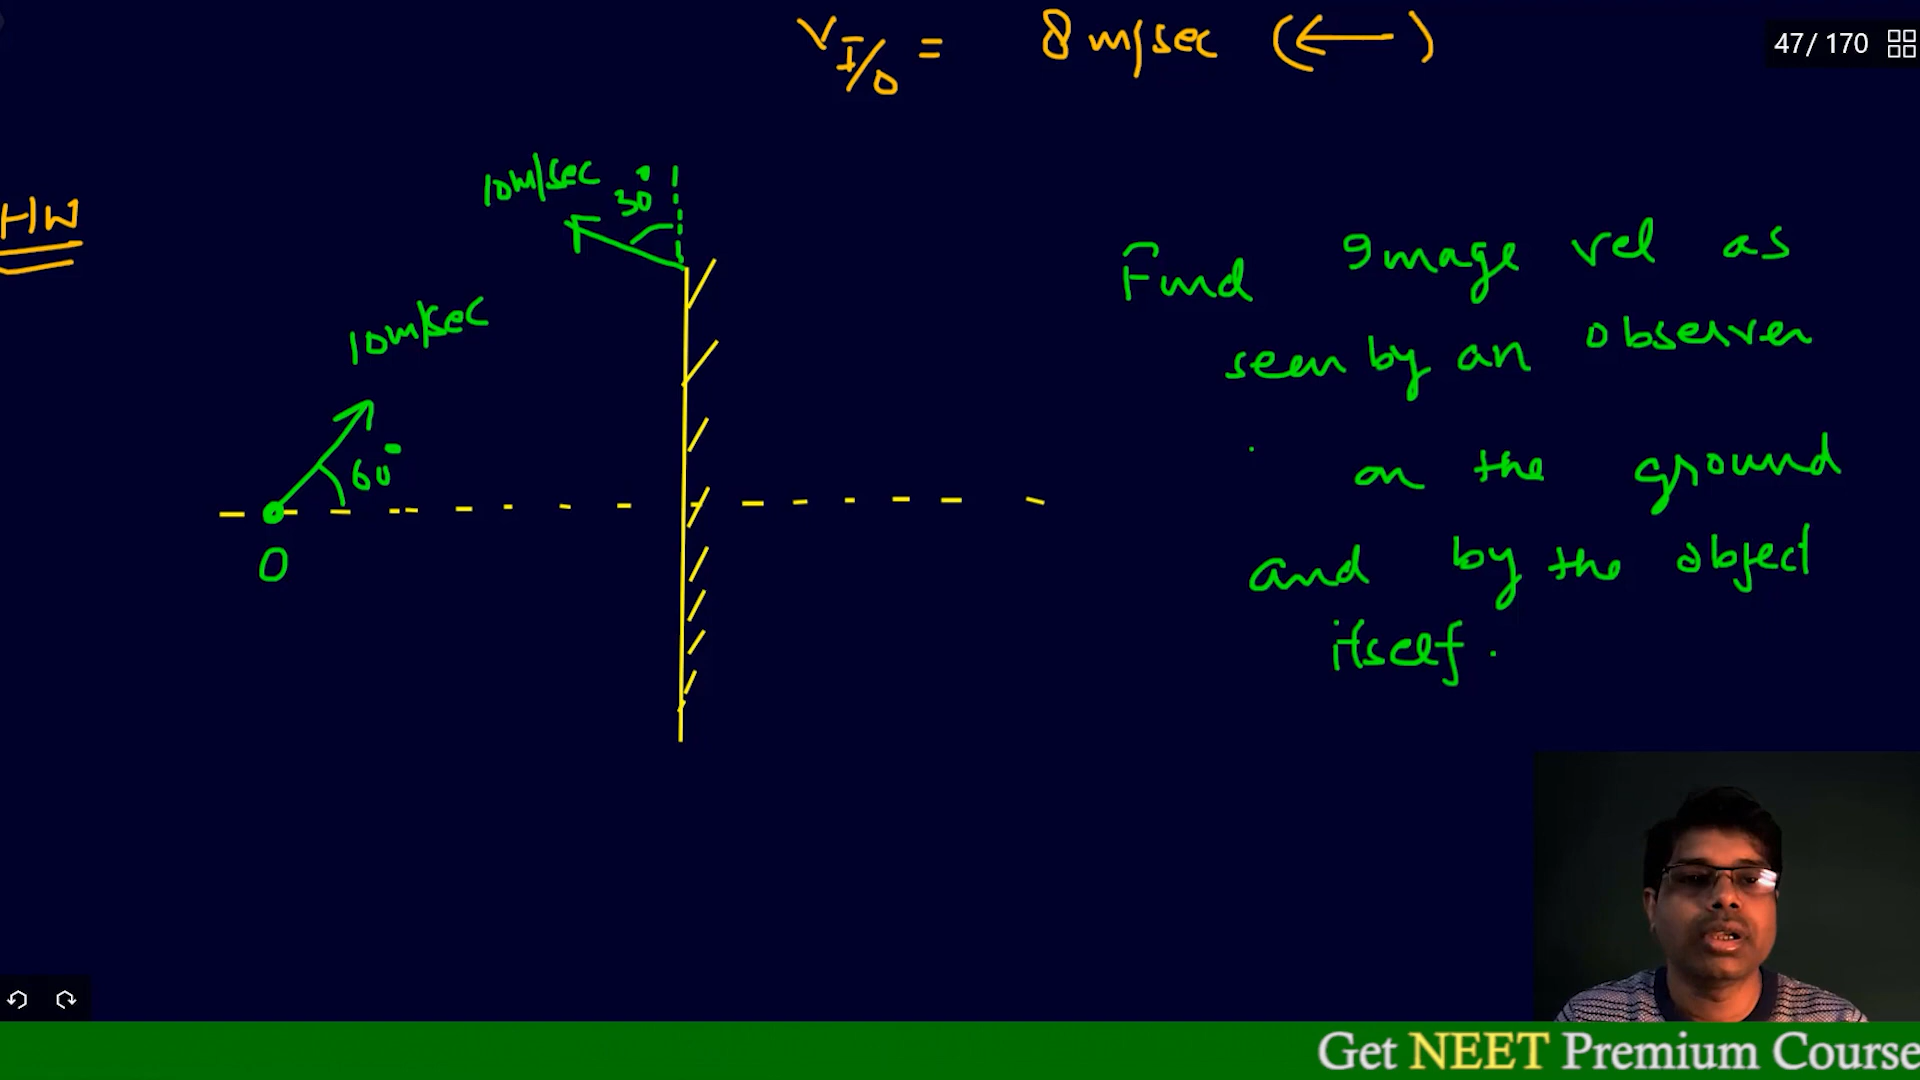 V I/O = 8 m/sec (←)
47/ 170
HW
10m/sec 30°
10m/sec
60°
O
Find Image vel as
seen by an observer
on the ground
and by the object
itself.
Get NEET Premium Course